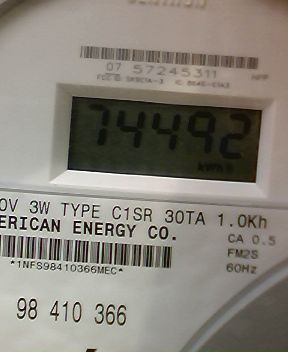 07 57245311
74492
0V 3W TYPE C1SR 30TA 1.0Kh
ERICAN ENERGY CO.
CA 0.5
FM2S
60Hz
*1NFS98410366MEC*
98 410 366